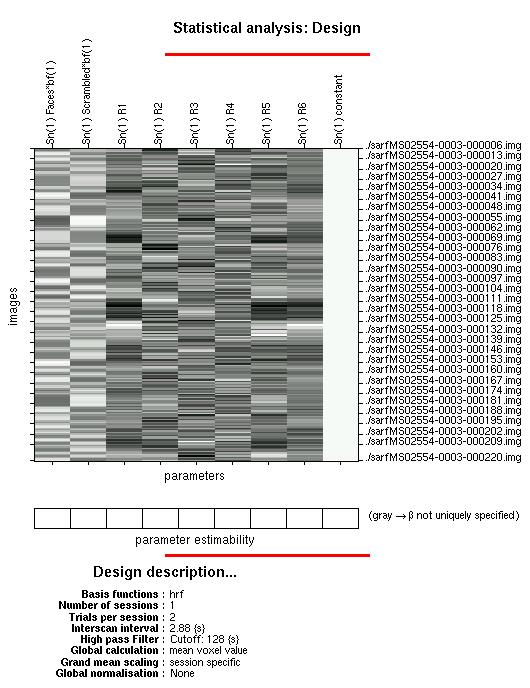 Statistical analysis: Design
Sn(1) Faces*bf(1)
Sn(1) Scrambled*bf(1)
Sn(1) R1
Sn(1) R2
Sn(1) R3
Sn(1) R4
Sn(1) R5
Sn(1) R6
Sn(1) constant
./sarfMS02554-0003-000006.img
./sarfMS02554-0003-000013.img
./sarfMS02554-0003-000020.img
./sarfMS02554-0003-000027.img
./sarfMS02554-0003-000034.img
./sarfMS02554-0003-000041.img
./sarfMS02554-0003-000048.img
./sarfMS02554-0003-000055.img
./sarfMS02554-0003-000062.img
./sarfMS02554-0003-000069.img
./sarfMS02554-0003-000076.img
./sarfMS02554-0003-000083.img
./sarfMS02554-0003-000090.img
./sarfMS02554-0003-000097.img
./sarfMS02554-0003-000104.img
./sarfMS02554-0003-000111.img
./sarfMS02554-0003-000118.img
./sarfMS02554-0003-000125.img
./sarfMS02554-0003-000132.img
./sarfMS02554-0003-000139.img
./sarfMS02554-0003-000146.img
./sarfMS02554-0003-000153.img
./sarfMS02554-0003-000160.img
./sarfMS02554-0003-000167.img
./sarfMS02554-0003-000174.img
./sarfMS02554-0003-000181.img
./sarfMS02554-0003-000188.img
./sarfMS02554-0003-000195.img
./sarfMS02554-0003-000202.img
./sarfMS02554-0003-000209.img
./sarfMS02554-0003-000220.img
images
parameters
(gray → β not uniquely specified)
parameter estimability
Design description...
Basis functions : hrf
Number of sessions : 1
Trials per session : 2
Interscan interval : 2.88 {s}
High pass Filter : Cutoff: 128 {s}
Global calculation : mean voxel value
Grand mean scaling : session specific
Global normalisation : None